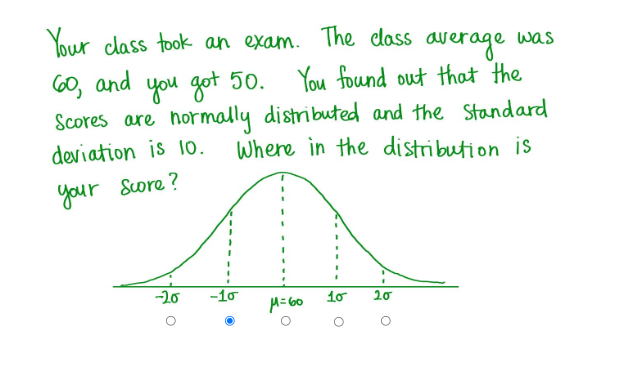 Your class took an exam. The class average was
60, and you got 50. You found out that the
Scores are normally distributed and the standard
deviation is 10. Where in the distribution is
your score?
-2σ -1σ μ=60 1σ 2σ